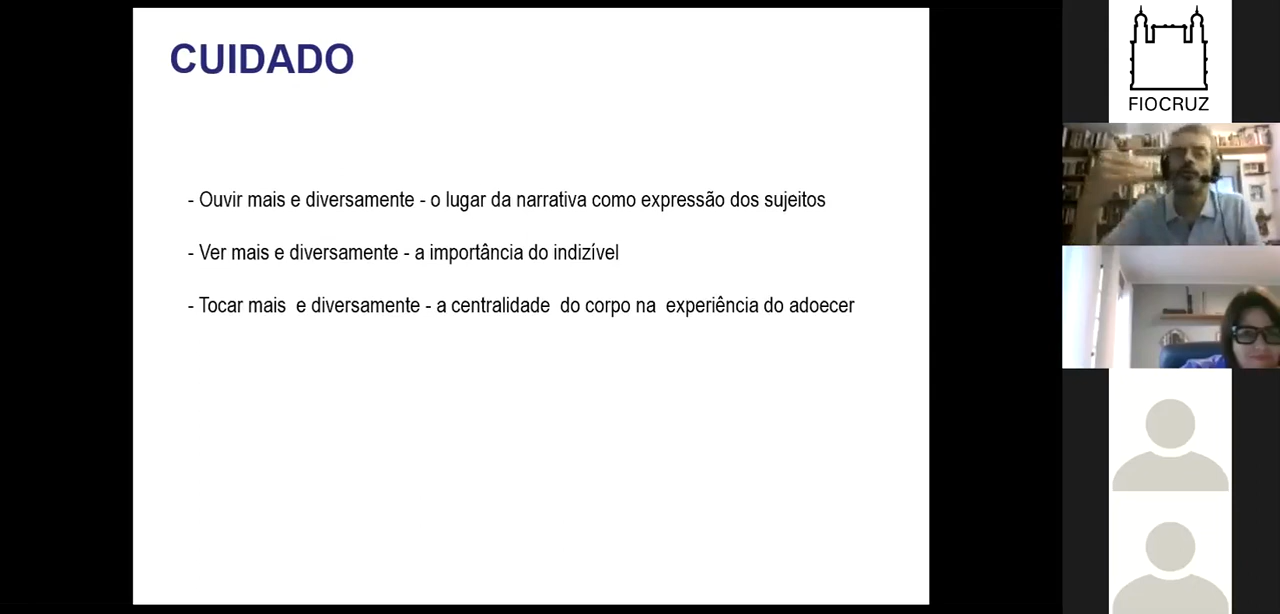 CUIDADO
- Ouvir mais e diversamente - o lugar da narrativa como expressão dos sujeitos
- Ver mais e diversamente - a importância do indizível
- Tocar mais e diversamente - a centralidade do corpo na experiência do adoecer
FIOCRUZ